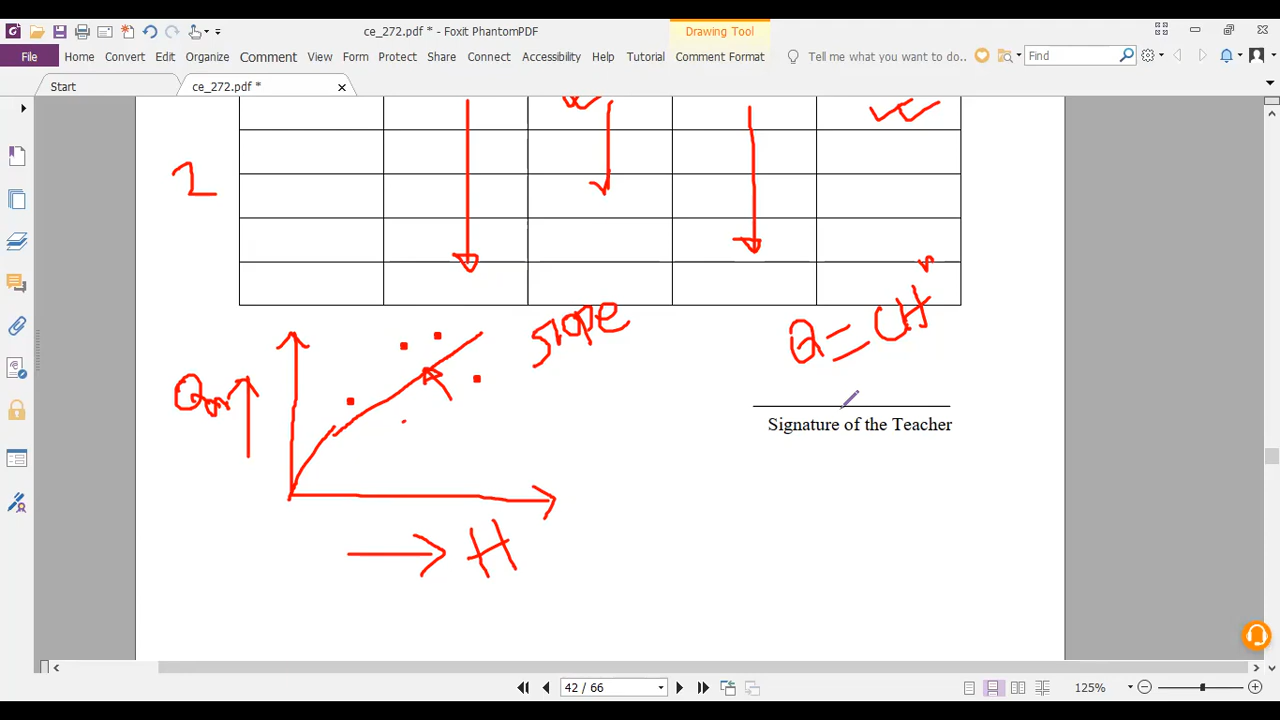 ce_272.pdf * - Foxit PhantomPDF
Drawing Tool
File Home Convert Edit Organize Comment View Form Protect Share Connect Accessibility Help Tutorial Comment Format Tell me what you want to do.. Find
Start ce_272.pdf *
2
slope
Q=CH
Signature of the Teacher
H
42 / 66
125%